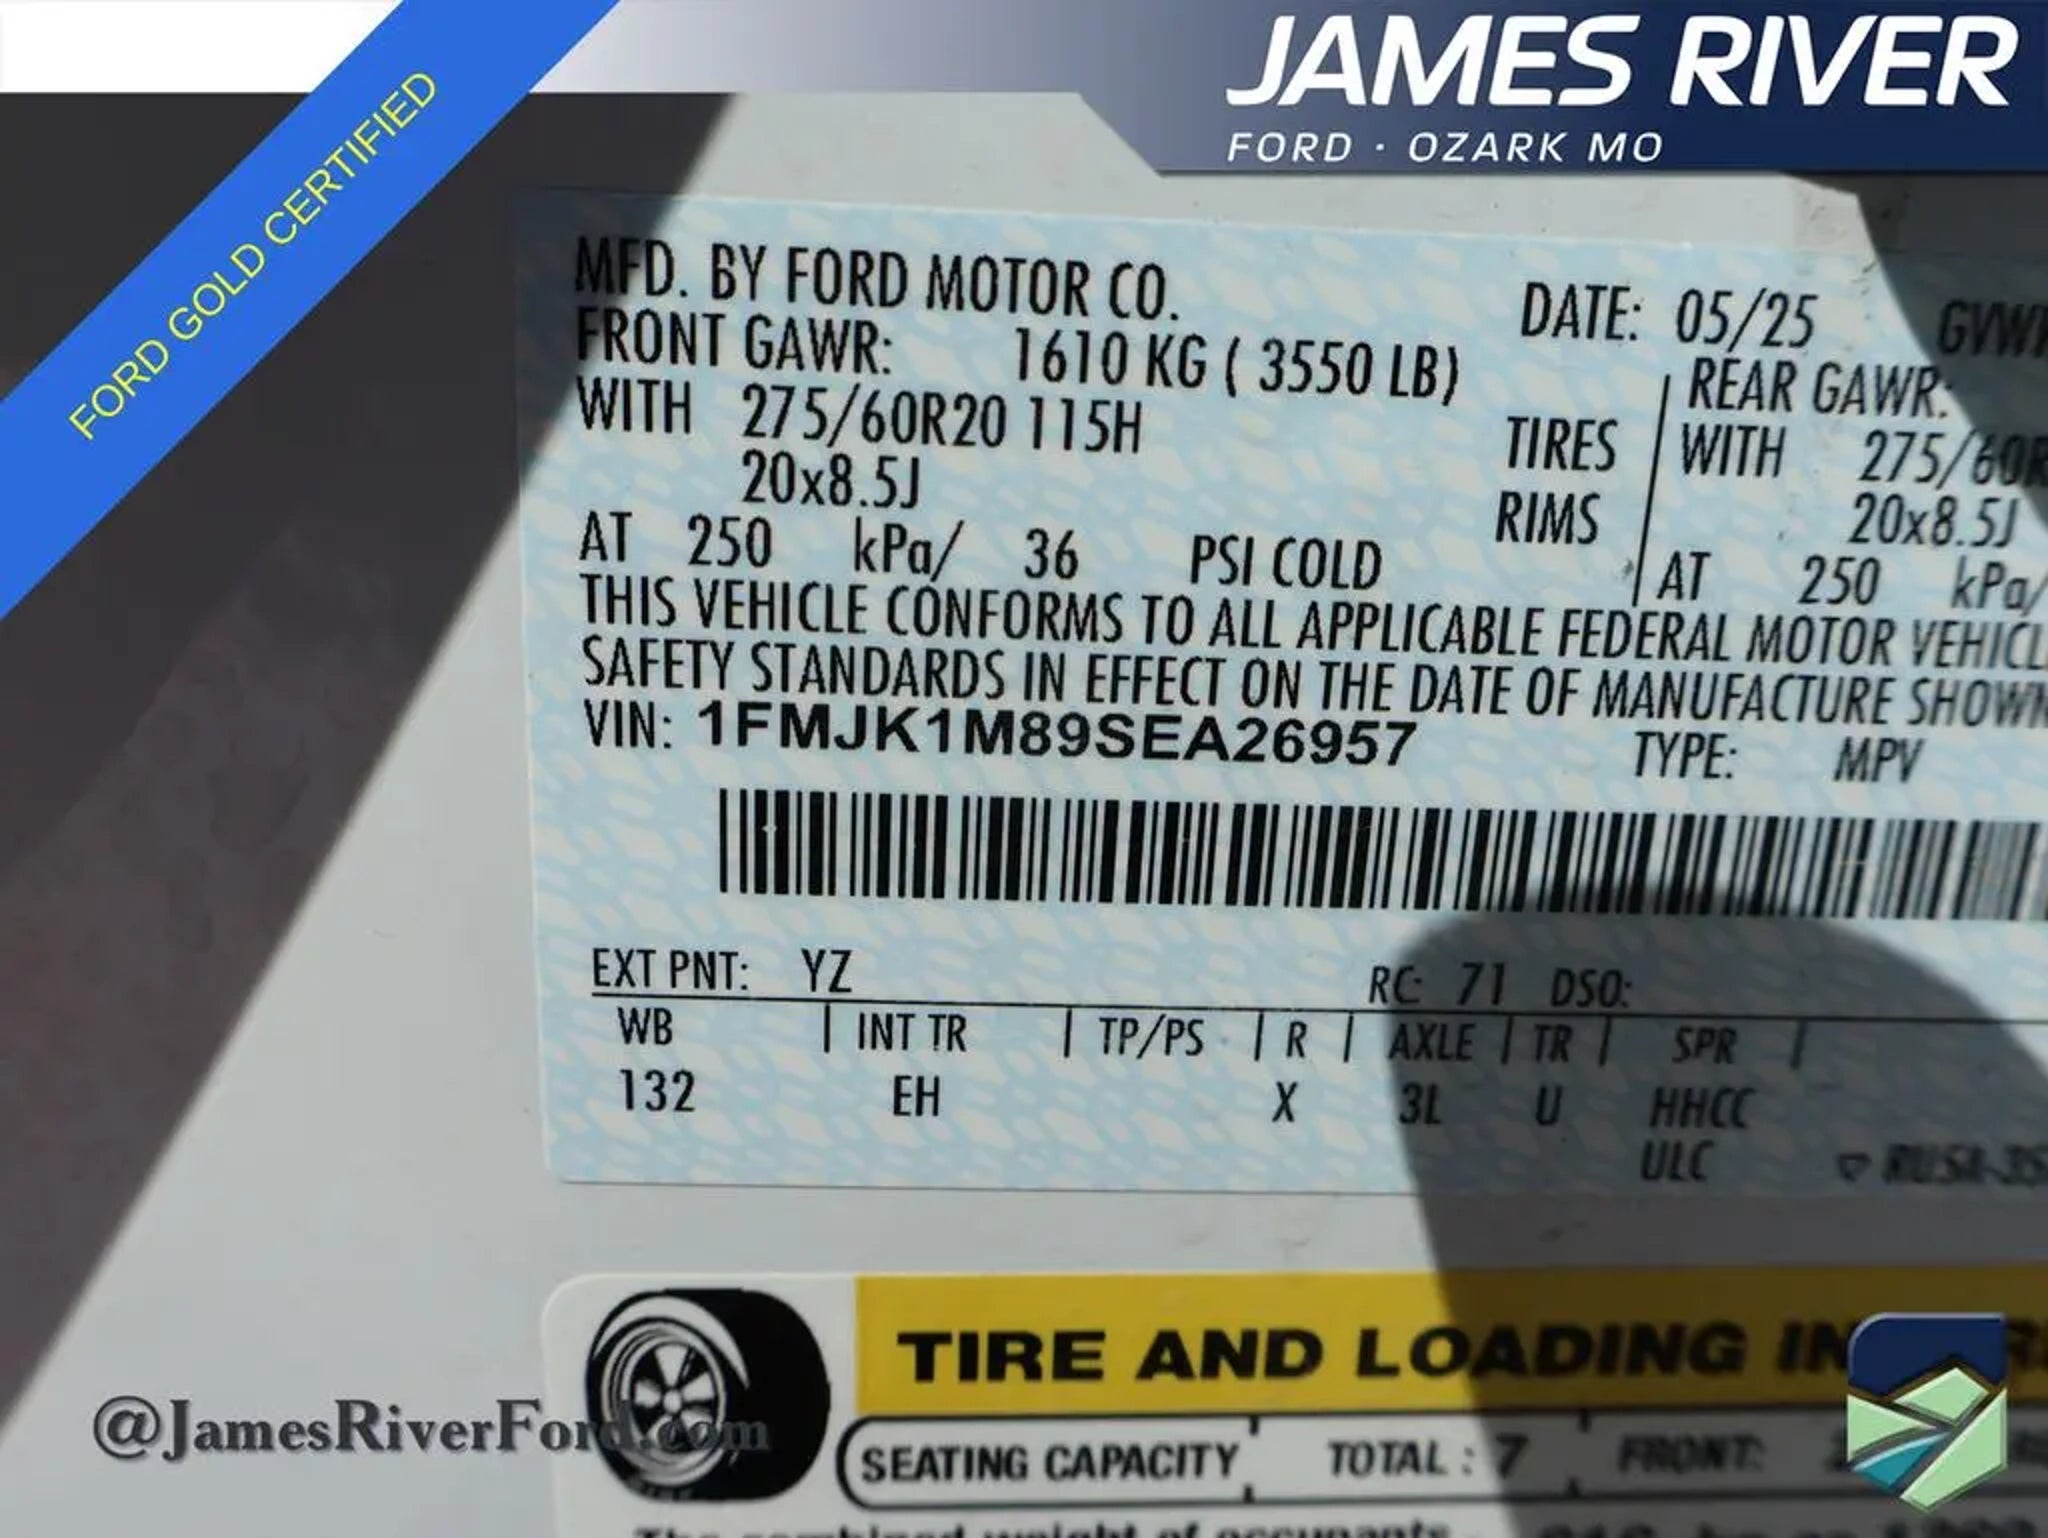 JAMES RIVER
FORD · OZARK MO
FORD GOLD CERTIFIED
MFD. BY FORD MOTOR CO.
DATE: 05/25
FRONT GAWR: 1610 KG ( 3550 LB)
REAR GAWR:
WITH 275/60R20 115H TIRES WITH 275/60R
20x8.5J RIMS 20x8.5J
AT 250 kPa/ 36 PSI COLD AT 250 kPa/
THIS VEHICLE CONFORMS TO ALL APPLICABLE FEDERAL MOTOR
SAFETY STANDARDS IN EFFECT ON THE DATE OF MANUFACTURE SHOWN
VIN: 1FMJK1M89SEA26957
TYPE: MPV
EXT PNT: YZ RC: 71 DSO:
WB | INT TR | TP/PS | R | AXLE | TR | SPR |
132 EH X 3L U HHCC
ULC
TIRE AND LOADING
SEATING CAPACITY TOTAL : 7 FRONT:
@JamesRiverFord.com